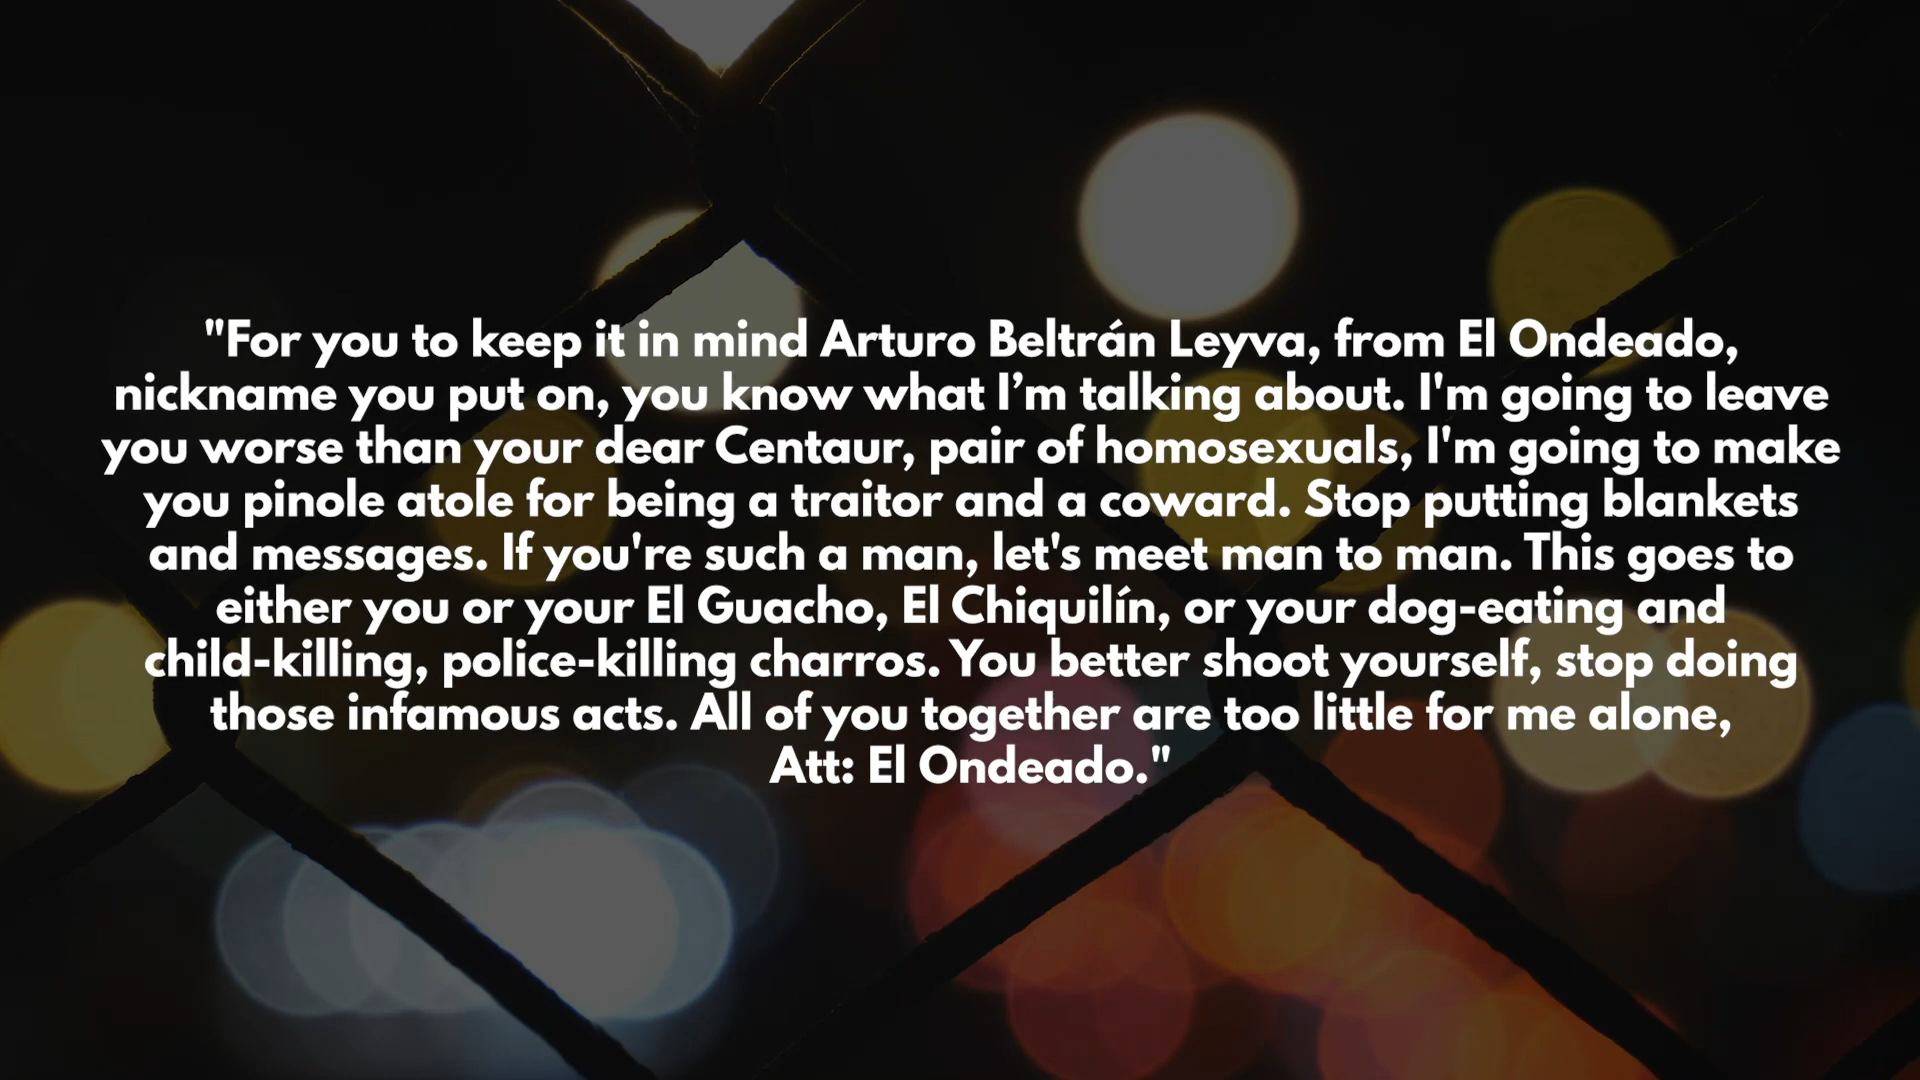 "For you to keep it in mind Arturo Beltrán Leyva, from El Ondeado,
nickname you put on, you know what I’m talking about. I'm going to leave
you worse than your dear Centaur, pair of homosexuals, I'm going to make
you pinole atole for being a traitor and a coward. Stop putting blankets
and messages. If you're such a man, let's meet man to man. This goes to
either you or your El Guacho, El Chiquilín, or your dog-eating and
child-killing, police-killing charros. You better shoot yourself, stop doing
those infamous acts. All of you together are too little for me alone,
Att: El Ondeado."